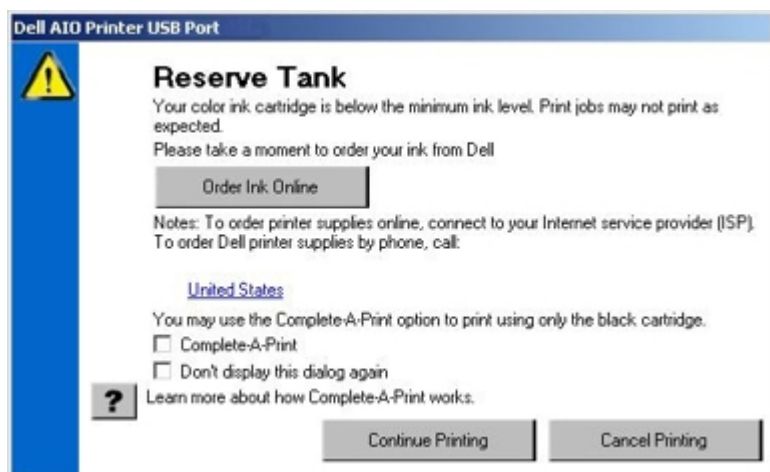 Dell AIO Printer USB Port
Reserve Tank
Your color ink cartridge is below the minimum ink level. Print jobs may not print as
expected.
Please take a moment to order your ink from Dell
Order Ink Online
Notes: To order printer supplies online, connect to your Internet service provider (ISP).
To order Dell printer supplies by phone, call:
United States
You may use the Complete-A-Print option to print using only the black cartridge.
Complete-A-Print
Don't display this dialog again
? Learn more about how Complete-A-Print works.
Continue Printing Cancel Printing